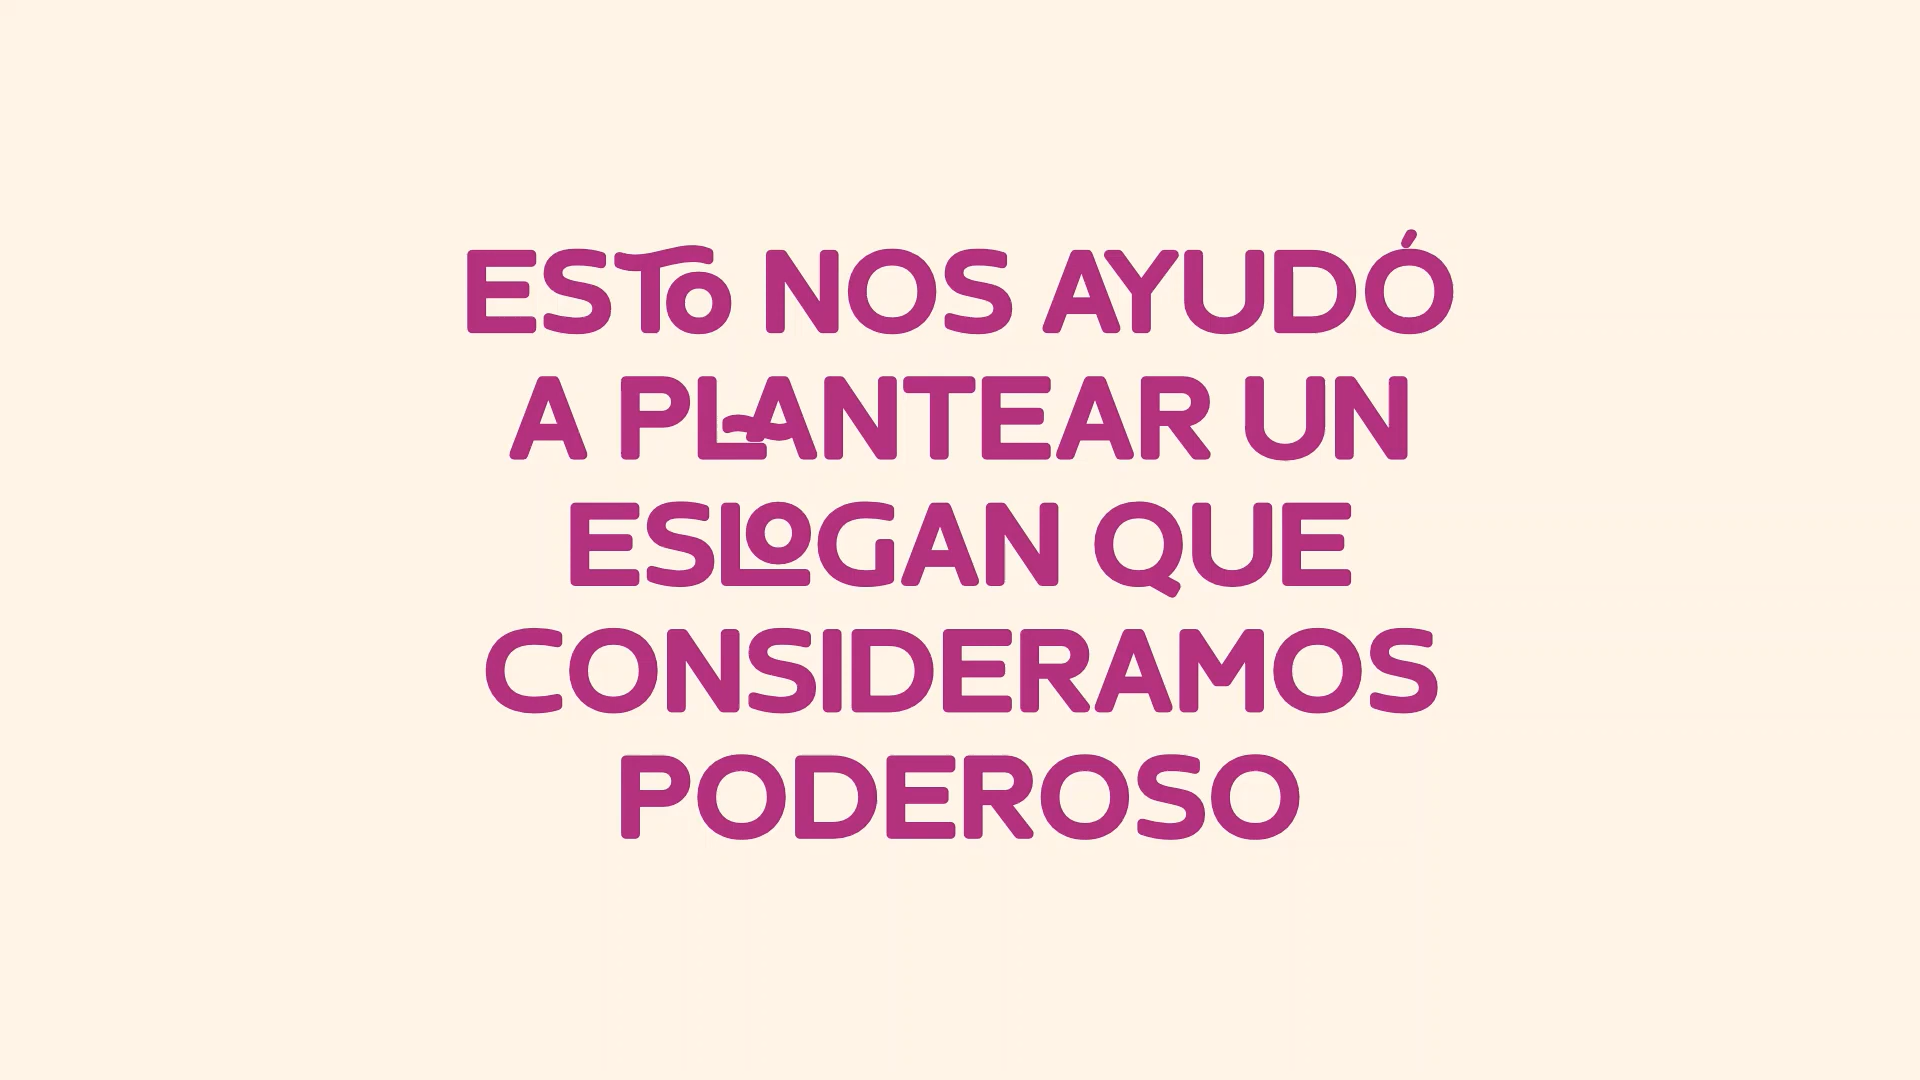 ESTO NOS AYUDÓ
A PLANTEAR UN
ESLOGAN QUE
CONSIDERAMOS
PODEROSO